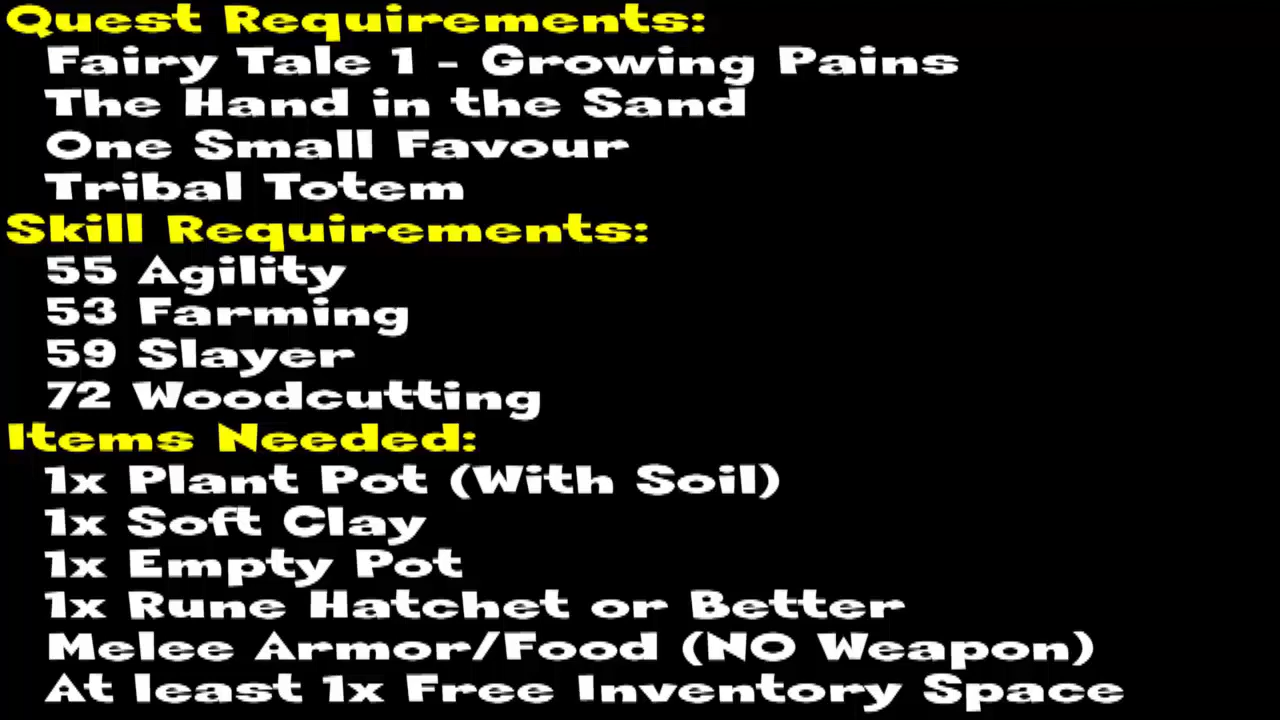 Quest Requirements:
Fairy Tale 1 - Growing Pains
The Hand in the Sand
One Small Favour
Tribal Totem
Skill Requirements:
55 Agility
53 Farming
59 Slayer
72 Woodcutting
Items Needed:
1x Plant Pot (With Soil)
1x Soft Clay
1x Empty Pot
1x Rune Hatchet or Better
Melee Armor/Food (NO Weapon)
At least 1x Free Inventory Space